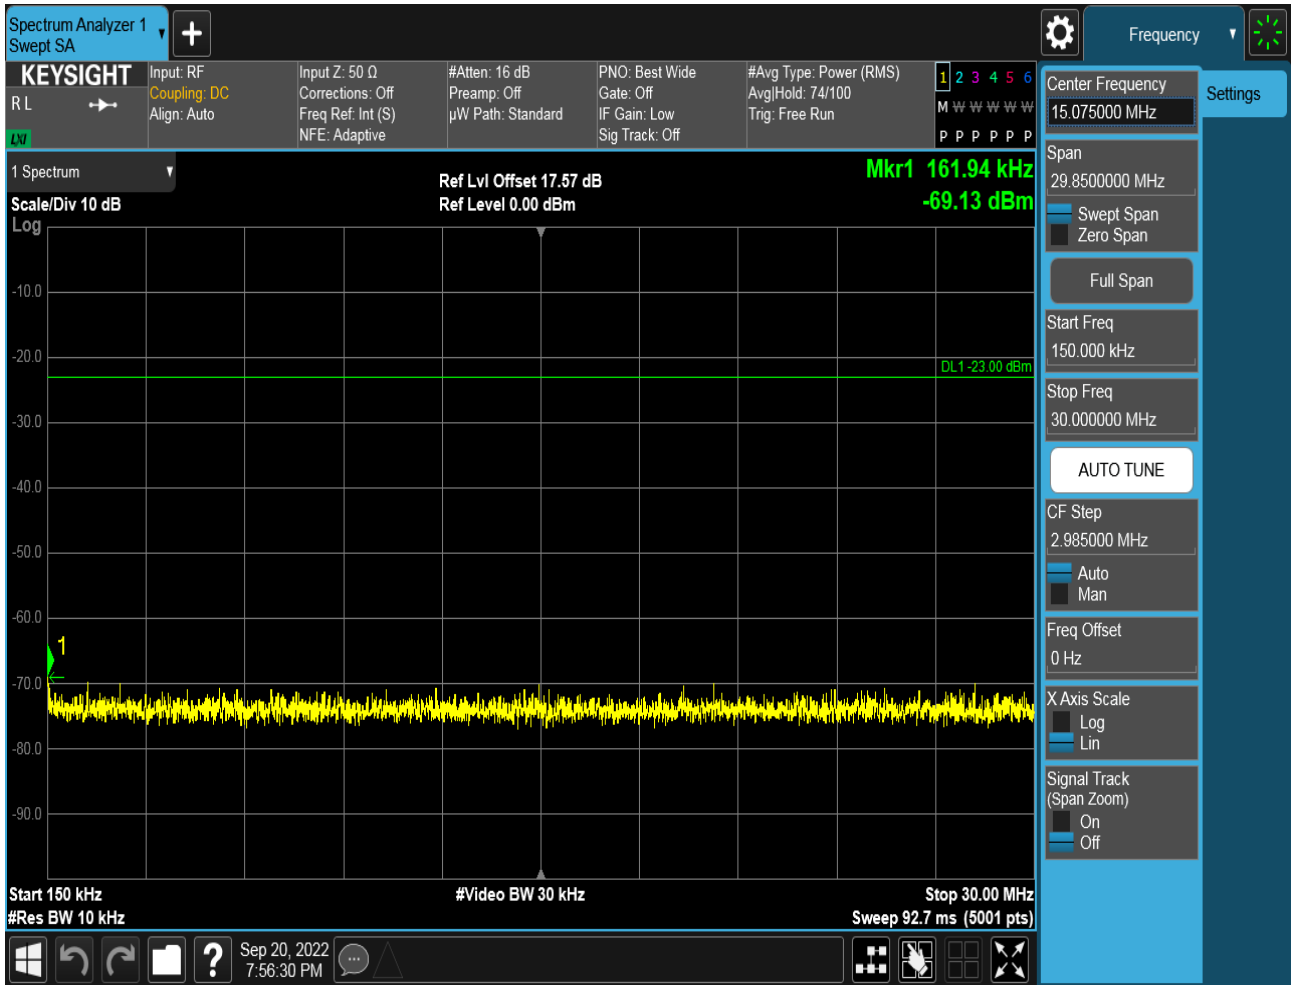 Spectrum Analyzer 1
Swept SA
Frequency
KEYSIGHT
R L
LXI
Input: RF
Coupling: DC
Align: Auto
Input Z: 50 Ω
Corrections: Off
Freq Ref: Int (S)
NFE: Adaptive
#Atten: 16 dB
Preamp: Off
µW Path: Standard
PNO: Best Wide
Gate: Off
IF Gain: Low
Sig Track: Off
#Avg Type: Power (RMS)
Avg|Hold: 74/100
Trig: Free Run
1 2 3 4 5 6
M W W W W W
P P P P P P
1 Spectrum
Scale/Div 10 dB
Log
Ref Lvl Offset 17.57 dB
Ref Level 0.00 dBm
Mkr1 161.94 kHz
-69.13 dBm
-10.0
-20.0
DL1 -23.00 dBm
-30.0
-40.0
-50.0
-60.0
1
-70.0
-80.0
-90.0
Start 150 kHz
#Res BW 10 kHz
#Video BW 30 kHz
Stop 30.00 MHz
Sweep 92.7 ms (5001 pts)
Center Frequency
15.075000 MHz
Settings
Span
29.8500000 MHz
Swept Span
Zero Span
Full Span
Start Freq
150.000 kHz
Stop Freq
30.000000 MHz
AUTO TUNE
CF Step
2.985000 MHz
Auto
Man
Freq Offset
0 Hz
X Axis Scale
Log
Lin
Signal Track
(Span Zoom)
On
Off
?
Sep 20, 2022
7:56:30 PM